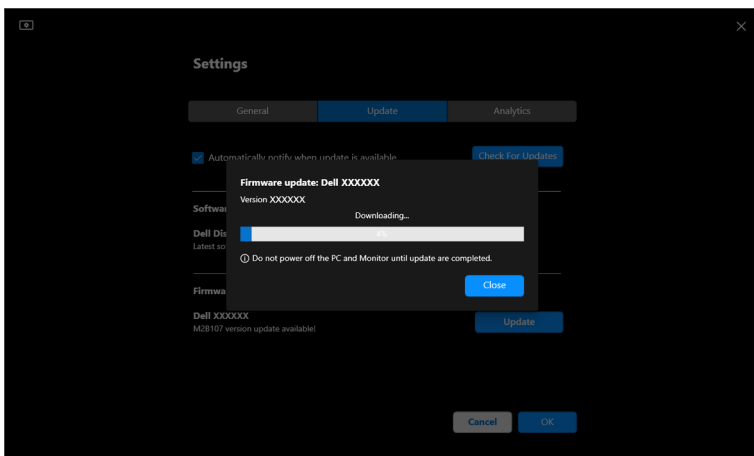 Settings
General
Update
Analytics
Automatically notify when update is available
Check For Updates
Firmware update: Dell XXXXXX
Version XXXXXX
Downloading...
4%
Do not power off the PC and Monitor until update are completed.
Close
Softwa
Dell Dis
Latest so
Firmwa
Dell XXXXXX
M2B107 version update available!
Update
Cancel
OK